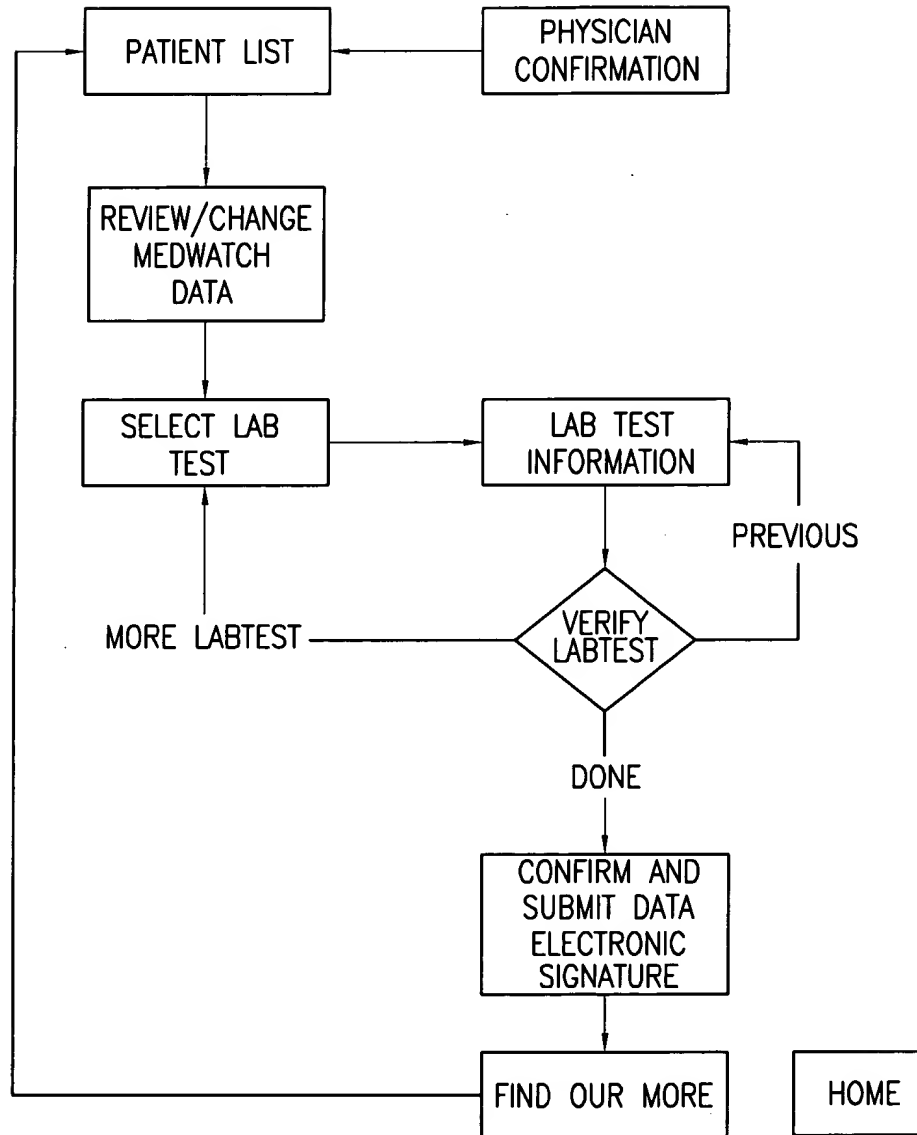 PATIENT LIST
PHYSICIAN
CONFIRMATION
REVIEW/CHANGE
MEDWATCH
DATA
SELECT LAB
TEST
LAB TEST
INFORMATION
PREVIOUS
MORE LABTEST
VERIFY
LABTEST
DONE
CONFIRM AND
SUBMIT DATA
ELECTRONIC
SIGNATURE
FIND OUR MORE
HOME